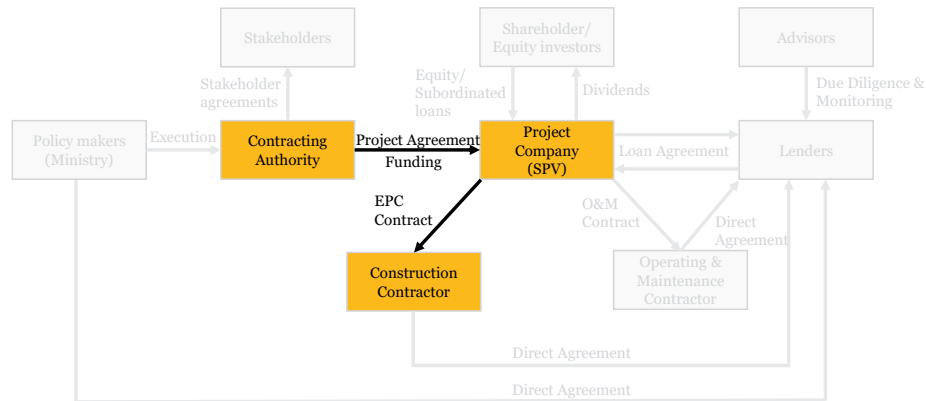 Stakeholders
Shareholder/
Equity investors
Advisors
Stakeholder
agreements
Equity/
Subordinated
loans
Dividends
Due Diligence &
Monitoring
Policy makers
(Ministry)
Execution
Contracting
Authority
Project Agreement
Funding
Project
Company
(SPV)
Loan Agreement
Lenders
EPC
Contract
O&M
Contract
Direct
Agreement
Construction
Contractor
Operating &
Maintenance
Contractor
Direct Agreement
Direct Agreement